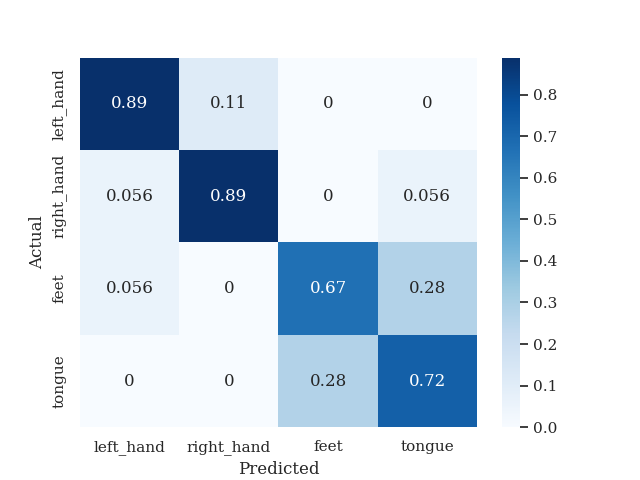 left_hand 0.89 0.11 0 0
right_hand 0.056 0.89 0 0.056
feet 0.056 0 0.67 0.28
tongue 0 0 0.28 0.72
left_hand right_hand feet tongue
Predicted
Actual
0.8
0.7
0.6
0.5
0.4
0.3
0.2
0.1
0.0